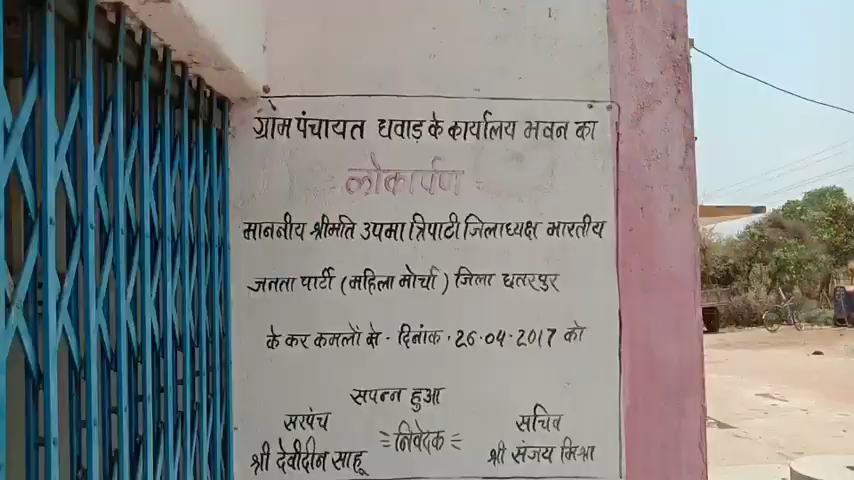 ग्राम पंचायत घवाड़ के कार्यालय भवन का
लोकार्पण
माननीय श्रीमति उपमा त्रिपाटी जिलाध्यक्ष भारतीय
जनता पार्टी (महिला मोर्चा) जिला छतरपुर
के कर कमलों से - दिनांक . 26.04.2017 को
सपन्न हुआ
सरपंच सचिव
= निवेदक =
श्री देवीदीन साहू श्री संजय मिश्रा